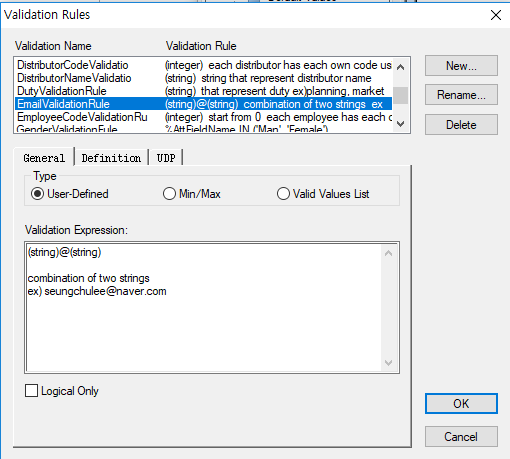 Default Values
Validation Rules
Validation Name Validation Rule
DistributorCodeValidatio (integer) each distributor has each own code us
DistributorNameValidatio (string) string that represent distributor name
DutyValidationRule (string) that represent duty ex)planning, market
EmailValidationRule (string)@(string) combination of two strings ex
EmployeeCodeValidationRu (integer) start from 0 each employee has each c
GenderValidationRule %AttFieldName IN ('Man', 'Female')
New...
Rename...
Delete
General Definition UDP
Type
User-Defined Min/Max Valid Values List
Validation Expression:
(string)@(string)
combination of two strings
ex) seungchulee@naver.com
Logical Only
OK
Cancel